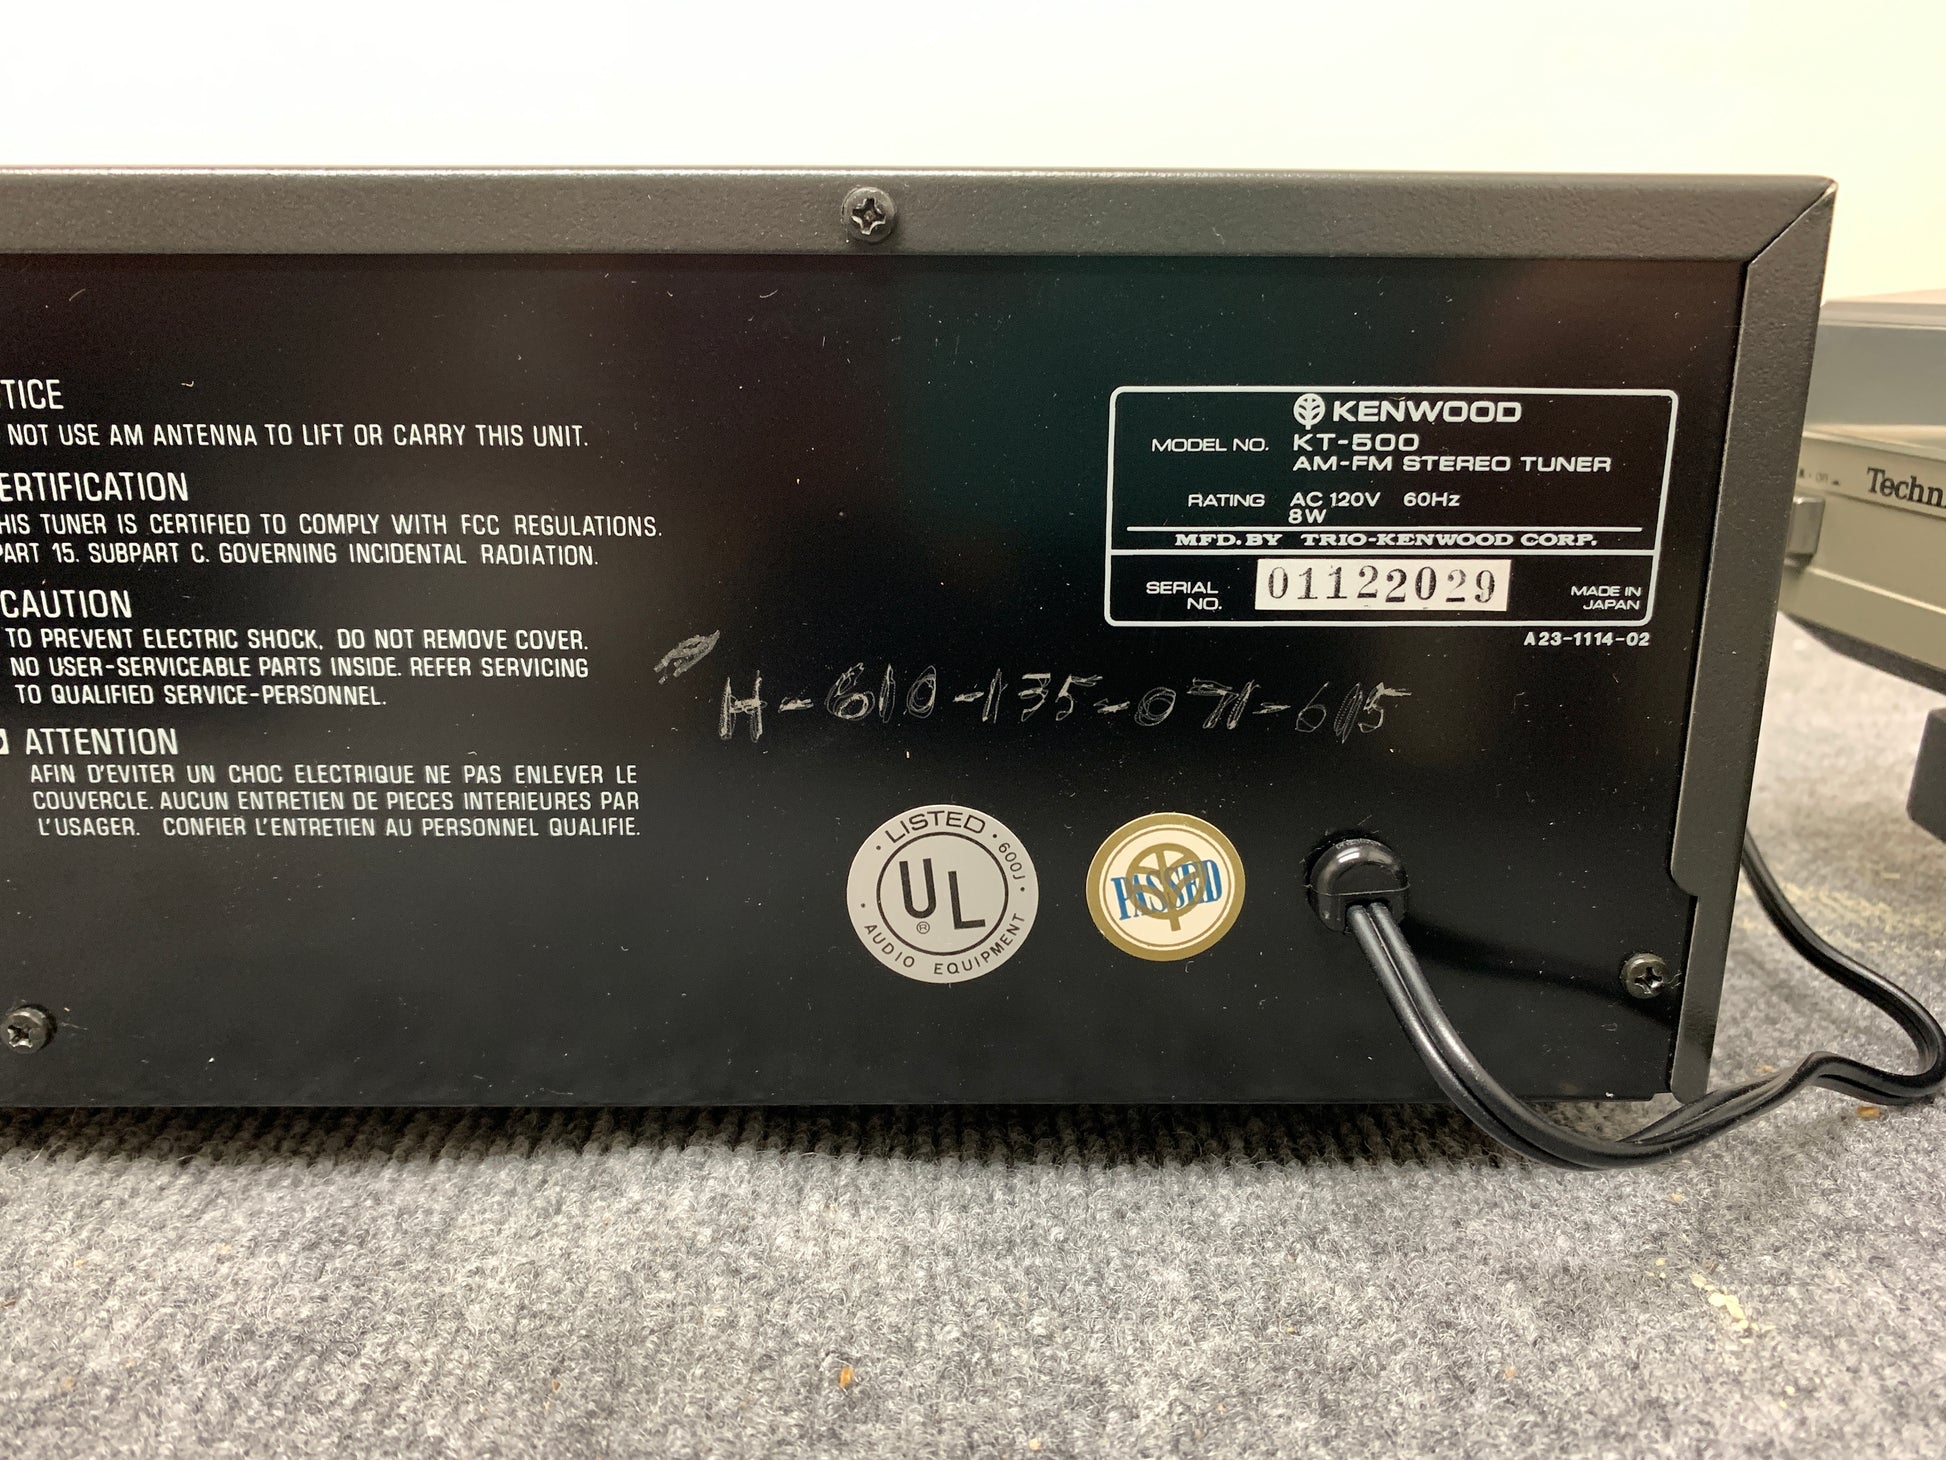 TICE
NOT USE AM ANTENNA TO LIFT OR CARRY THIS UNIT.
ERTIFICATION
HIS TUNER IS CERTIFIED TO COMPLY WITH FCC REGULATIONS.
PART 15. SUBPART C. GOVERNING INCIDENTAL RADIATION.
CAUTION
TO PREVENT ELECTRIC SHOCK, DO NOT REMOVE COVER.
NO USER-SERVICEABLE PARTS INSIDE. REFER SERVICING
TO QUALIFIED SERVICE-PERSONNEL.
ATTENTION
AFIN D'EVITER UN CHOC ELECTRIQUE NE PAS ENLEVER LE
COUVERCLE. AUCUN ENTRETIEN DE PIECES INTERIEURES PAR
L'USAGER. CONFIER L'ENTRETIEN AU PERSONNEL QUALIFIE.
KENWOOD
MODEL NO. KT-500
AM-FM STEREO TUNER
RATING AC 120V 60Hz
8W
MFD. BY TRIO-KENWOOD CORP.
SERIAL NO. 01122029 MADE IN JAPAN
A23-1114-02
H-610-135-071-615
LISTED 600J
UL ®
AUDIO EQUIPMENT
PASSED
Techn